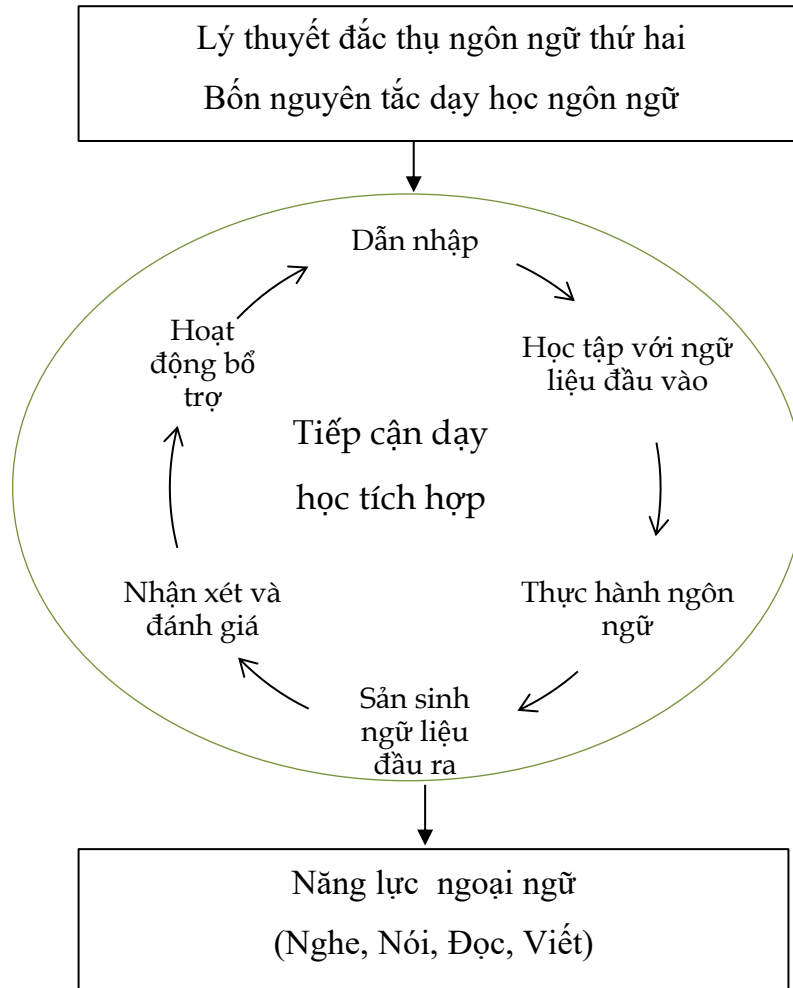 Lý thuyết đắc thụ ngôn ngữ thứ hai
Bốn nguyên tắc dạy học ngôn ngữ
Dẫn nhập
Học tập với ngữ
liệu đầu vào
Thực hành ngôn
ngữ
Sản sinh
ngữ liệu
đầu ra
Nhận xét và
đánh giá
Hoạt
động bổ
trợ
Tiếp cận dạy
học tích hợp
Năng lực ngoại ngữ
(Nghe, Nói, Đọc, Viết)